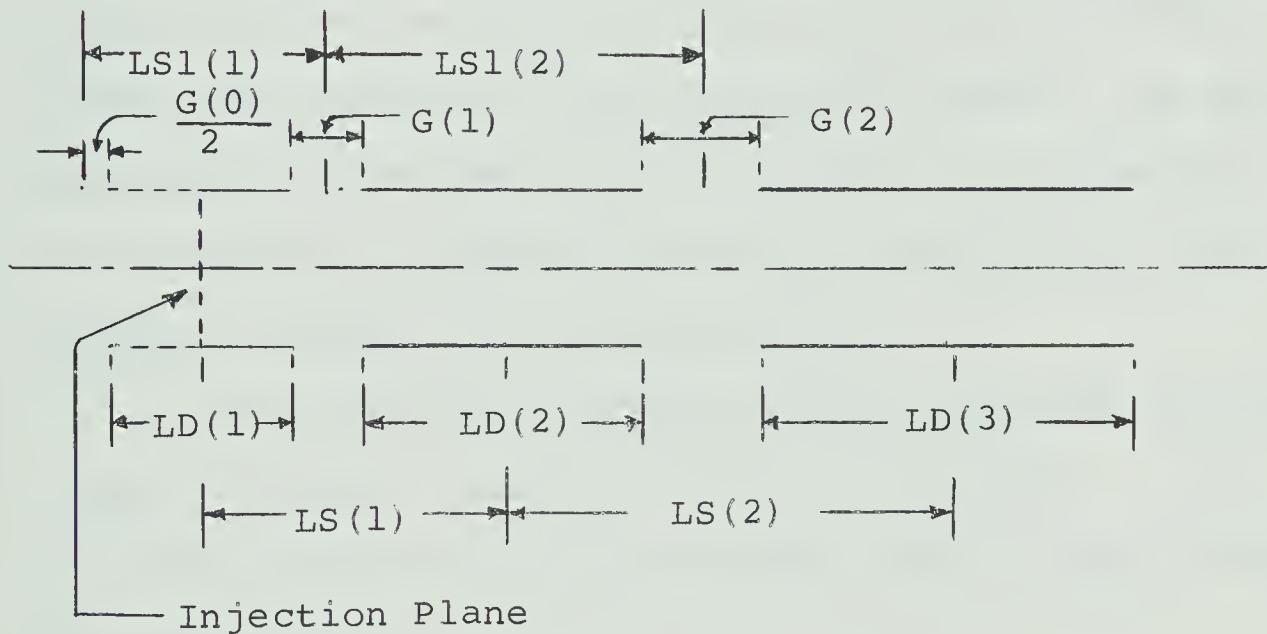 LS1(1) LS1(2)
G(0)
2
G(1) G(2)
LD(1) LD(2) LD(3)
LS(1) LS(2)
Injection Plane